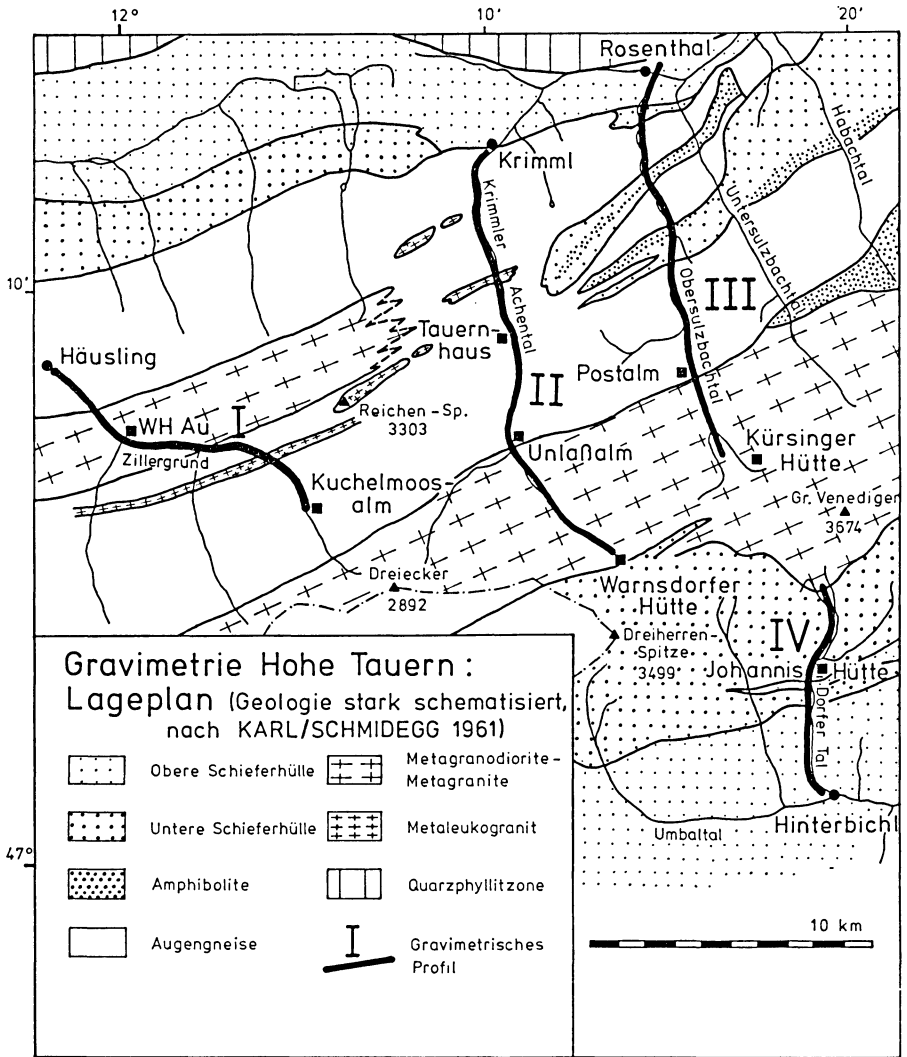 12°
10'
20'
Rosenthal
Habachtal
Krimml
Untersulzbachtal
Krimmler
Achental
10'
Obersulzbachtal
III
Tauern-
haus
Häusling
Postalm
II
I
Reichen-Sp.
3303
WH Au
Zillergrund
Unlaßalm
Kürsinger
Hütte
Kuchelmoos-
alm
Gr. Venediger
3674
Dreiecker
2892
Warnsdorfer
Hütte
Dreiherren-
Spitze
3499
IV
Johannis
Hütte
Dorfer Tal
Hinterbichl
Umbaltal
47°
10 km
Gravimetrie Hohe Tauern :
Lageplan (Geologie stark schematisiert,
nach KARL/SCHMIDEGG 1961)
Obere Schieferhülle
Metagranodiorite-
Metagranite
Untere Schieferhülle
Metaleukogranit
Amphibolite
Quarzphyllitzone
Augengneise
I
Gravimetrisches
Profil